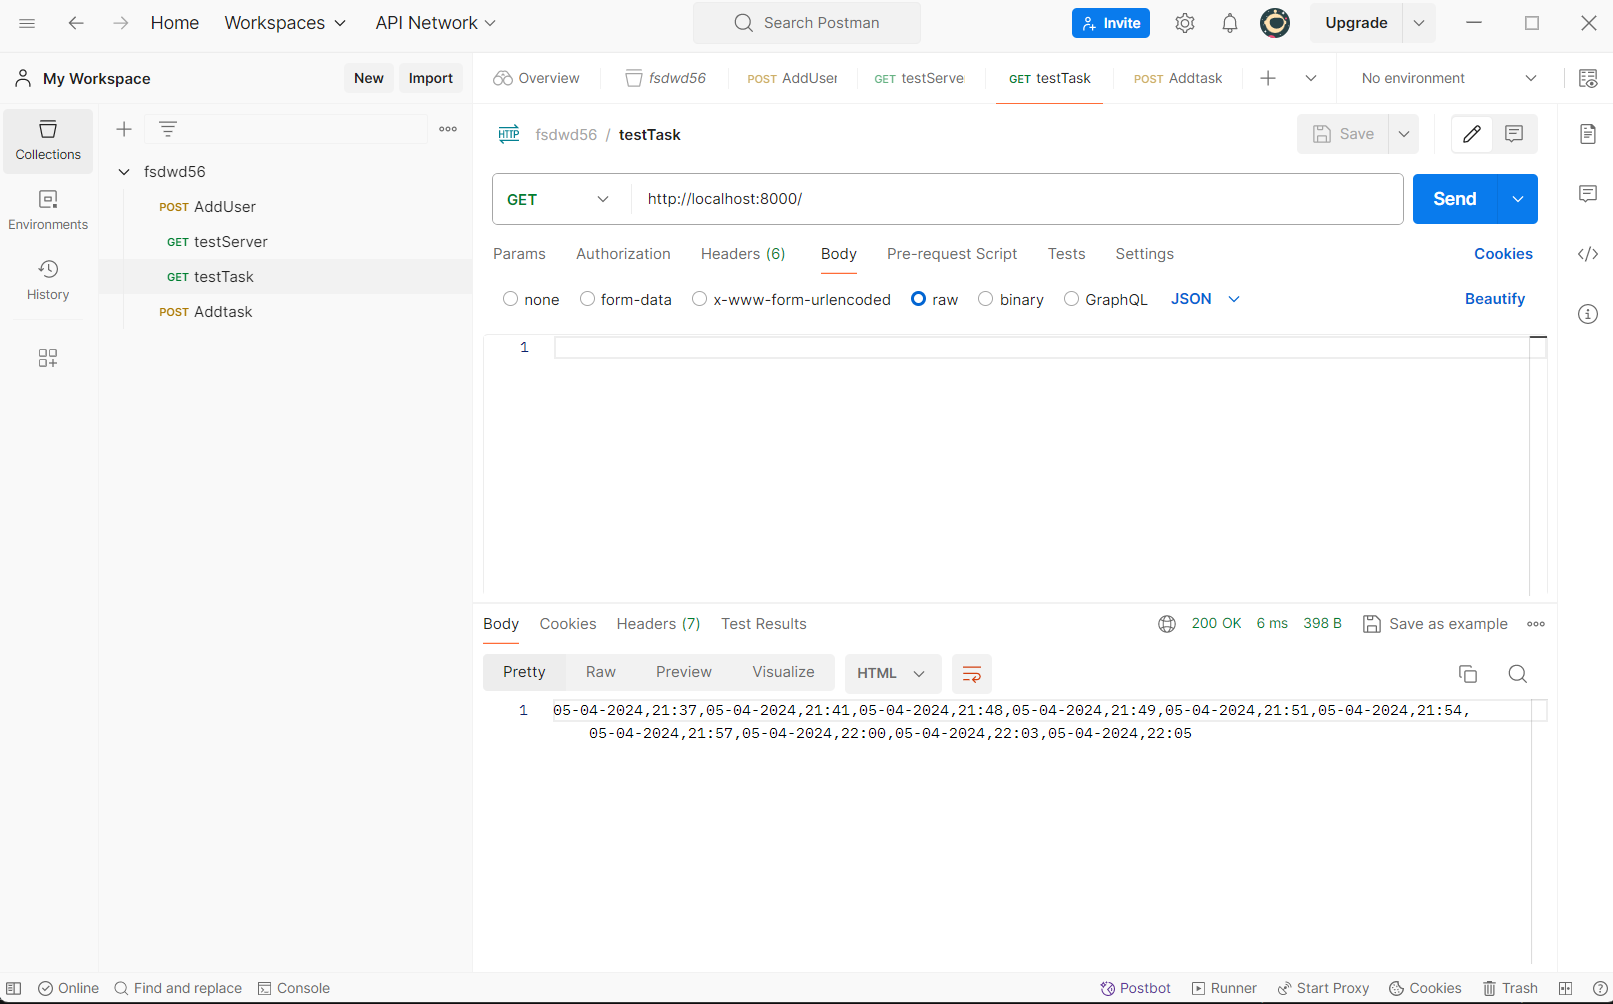 Home Workspaces API Network Search Postman Invite Upgrade
My Workspace New Import
Overview fsdwd56 POST AddUser GET testServe GET testTask POST Addtask No environment
Collections
Environments
History
fsdwd56
POST AddUser
GET testServer
GET testTask
POST Addtask
HTTP fsdwd56 / testTask Save
GET http://localhost:8000/ Send
Params Authorization Headers (6) Body Pre-request Script Tests Settings Cookies
none form-data x-www-form-urlencoded raw binary GraphQL JSON Beautify
1
Body Cookies Headers (7) Test Results 200 OK 6 ms 398 B Save as example
Pretty Raw Preview Visualize HTML
1 05-04-2024,21:37,05-04-2024,21:41,05-04-2024,21:48,05-04-2024,21:49,05-04-2024,21:51,05-04-2024,21:54,
05-04-2024,21:57,05-04-2024,22:00,05-04-2024,22:03,05-04-2024,22:05
Online Find and replace Console Postbot Runner Start Proxy Cookies Trash